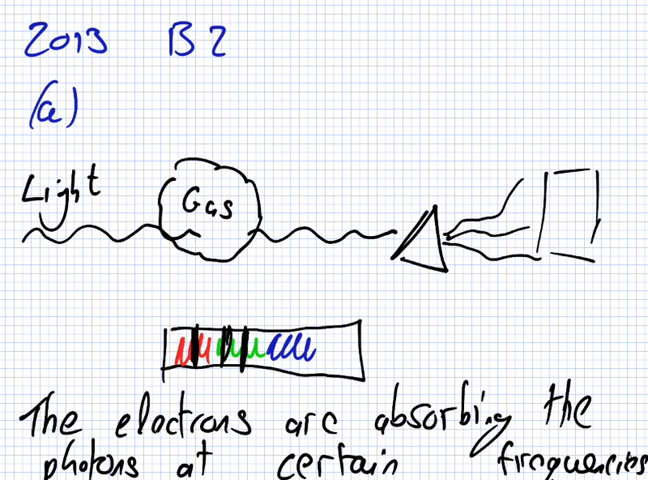 2013 B2
(a)
Light
Gas
The electrons are absorbing the
photons at certain frequencies